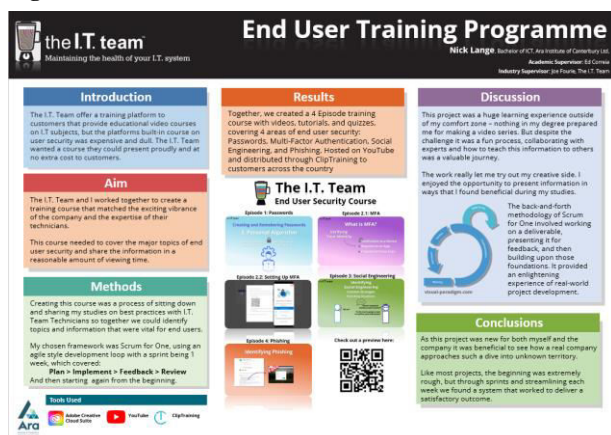 the I.T. team
Maintaining the health of your I.T. system
End User Training Programme
Nick Lange, Bachelor of ICT, Ara Institute of Canterbury Ltd.
Academic Supervisor: Ed Correia
Industry Supervisor: Joe Fourie, The I.T. Team
Introduction
The I.T. Team offer a training platform to
customers that provide educational video courses
on I.T subjects, but the platforms built-in course on
user security was expensive and dull. The I.T. Team
wanted a course they could present proudly and at
no extra cost to customers.
Aim
The I.T. Team and I worked together to create a
training course that matched the exciting vibrance
of the company and the expertise of their
technicians.
This course needed to cover the major topics of end
user security and share the information in a
reasonable amount of viewing time.
Methods
Creating this course was a process of sitting down
and sharing my studies on best practices with I.T.
Team Technicians so together we could identify
topics and information that were vital for end users.
My chosen framework was Scrum for One, using an
agile style development loop with a sprint being 1
week, which covered:
Plan > Implement > Feedback > Review
And then starting again from the beginning.
Tools Used
Ara
Adobe Creative
Cloud Suite
YouTube
ClipTraining
Results
Together, we created a 4 Episode training
course with videos, tutorials, and quizzes,
covering 4 areas of end user security:
Passwords, Multi-Factor Authentication, Social
Engineering, and Phishing. Hosted on YouTube
and distributed through ClipTraining to
customers across the country
The I.T. Team
End User Security Course
Episode 1: Passwords
Creating and Remembering Passwords
Episode 2.1: MFA
What is MFA?
Episode 2.2: Setting Up MFA
Episode 3: Social Engineering
Identifying
Social Engineering
Episode 4: Phishing
Identifying Phishing
Check out a preview here:
Discussion
This project was a huge learning experience outside
of my comfort zone – nothing in my degree prepared
me for making a video series. But despite the
challenge it was a fun process, collaborating with
experts and how to teach this information to others
was a valuable journey.
The work really let me try out my creative side. I
enjoyed the opportunity to present information in
ways that I found beneficial during my studies.
The back-and-forth
methodology of Scrum
for One involved working
on a deliverable,
presenting it for
feedback, and then
building upon those
foundations. It provided
an enlightening
experience of real-world
project development.
visual-paradigm.com
Conclusions
As this project was new for both myself and the
company it was beneficial to see how a real company
approaches such a dive into unknown territory.
Like most projects, the beginning was extremely
rough, but through sprints and streamlining each
week we found a system that worked to deliver a
satisfactory outcome.